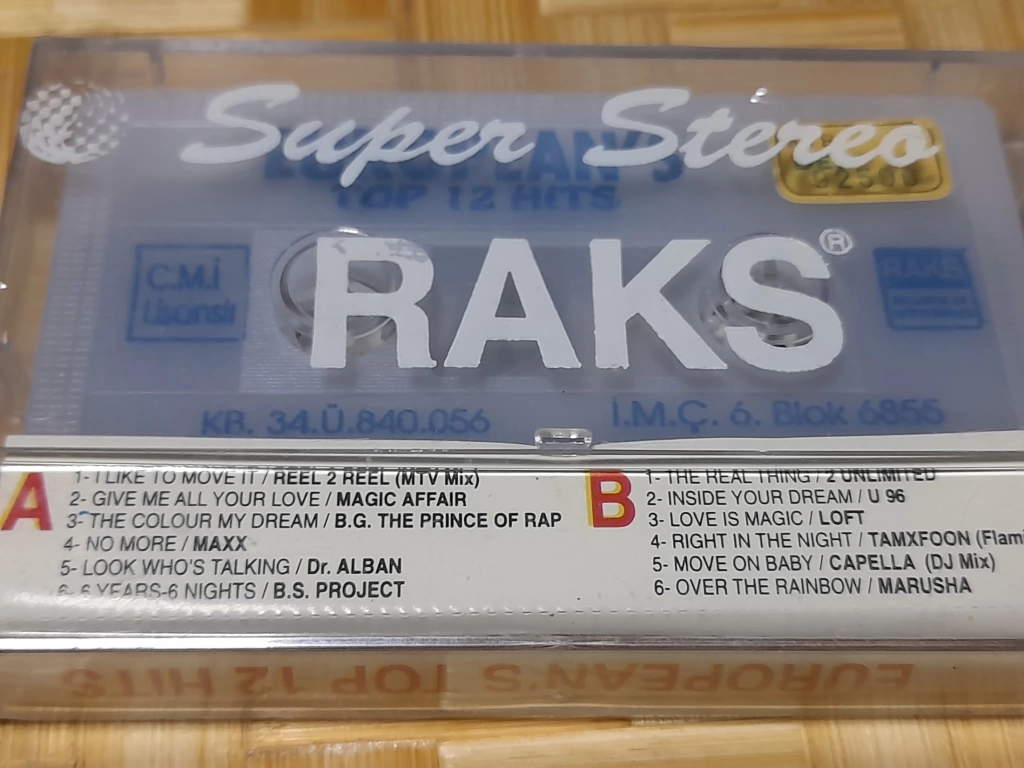 Super Stereo
EUROPEAN'S
TOP 12 HITS
C.M.İ
Lisanslı
RAKS®
RAKS
KB. 34.Ü.840.056
İ.M.Ç. 6. Blok 6855
A
1- I LIKE TO MOVE IT / REEL 2 REEL (MTV Mix)
2- GIVE ME ALL YOUR LOVE / MAGIC AFFAIR
3- THE COLOUR MY DREAM / B.G. THE PRINCE OF RAP
4- NO MORE / MAXX
5- LOOK WHO'S TALKING / Dr. ALBAN
6- 6 YEARS-6 NIGHTS / B.S. PROJECT
B
1- THE REAL THING / 2 UNLIMITED
2- INSIDE YOUR DREAM / U 96
3- LOVE IS MAGIC / LOFT
4- RIGHT IN THE NIGHT / TAMXFOON (Flam
5- MOVE ON BABY / CAPELLA (DJ Mix)
6- OVER THE RAINBOW / MARUSHA
EUROPEAN'S TOP 12 HITS